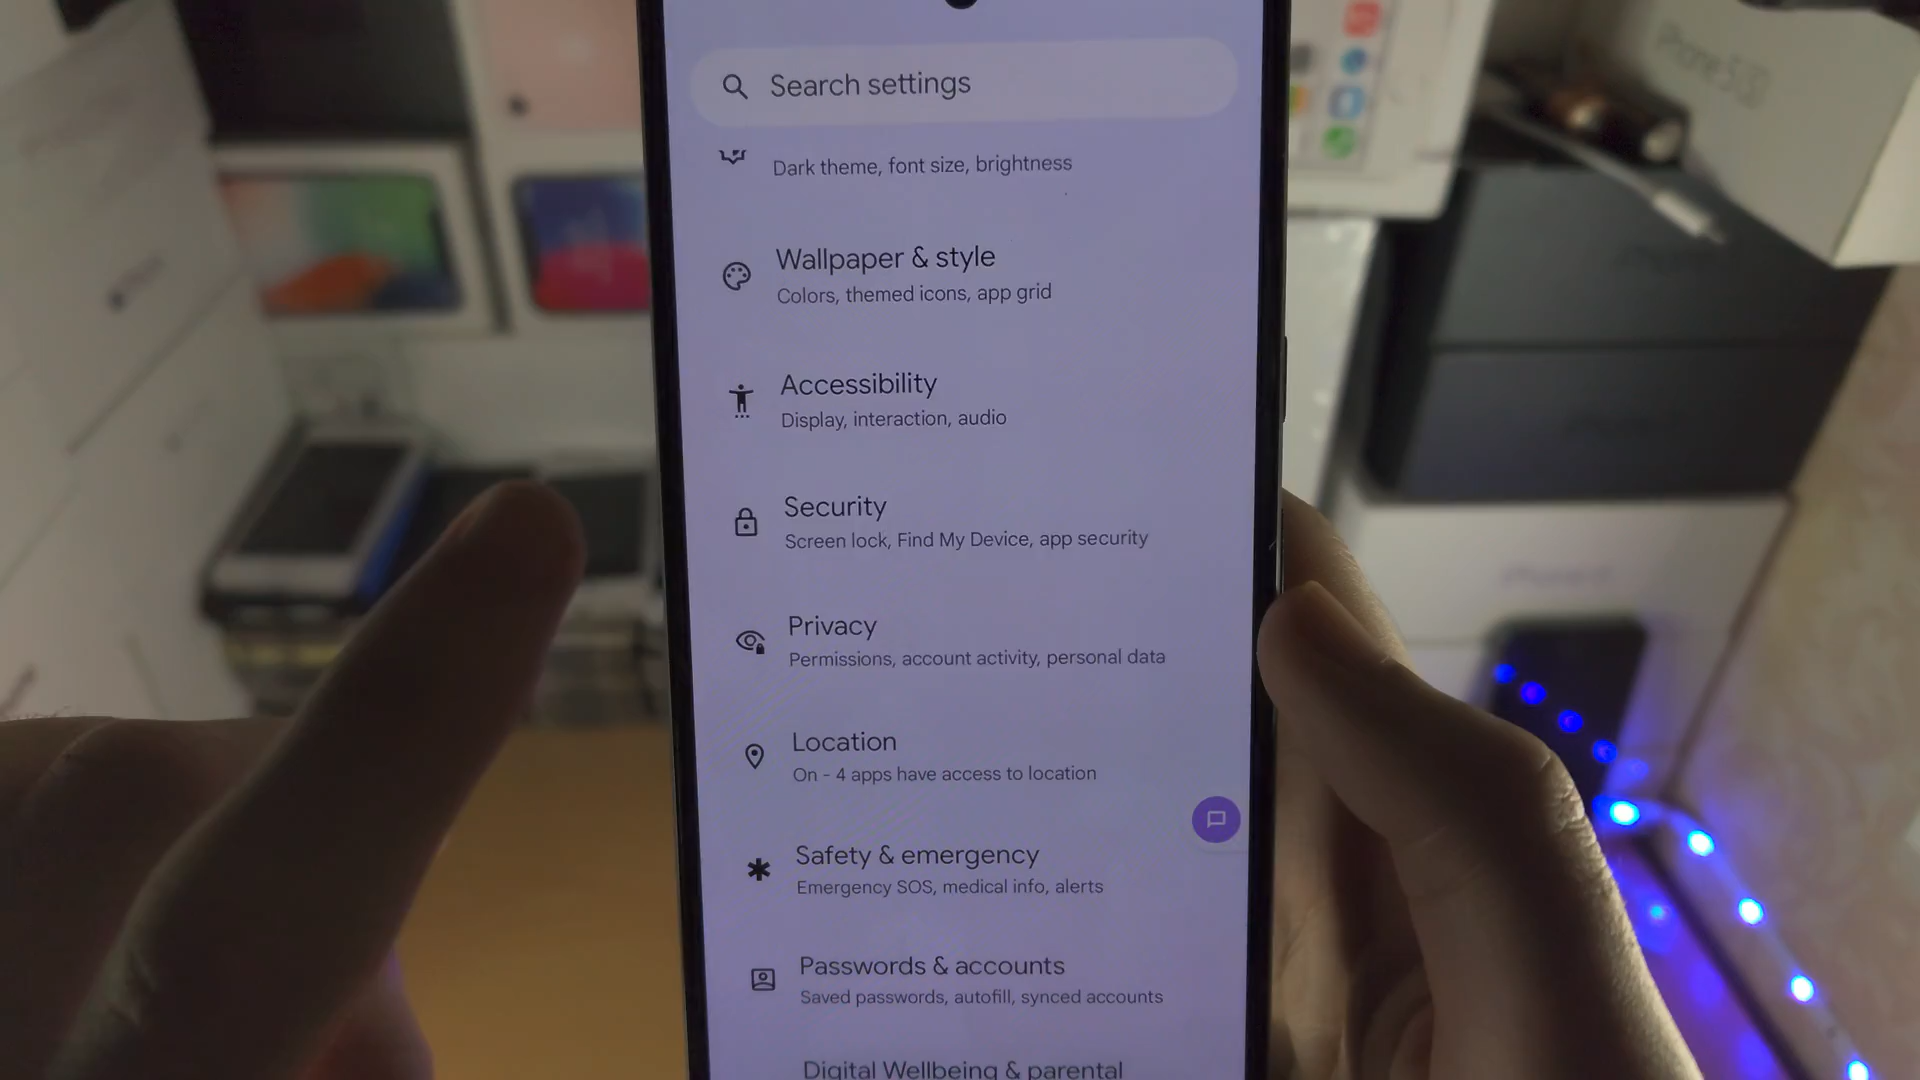 Search settings
Dark theme, font size, brightness
Wallpaper & style
Colors, themed icons, app grid
Accessibility
Display, interaction, audio
Security
Screen lock, Find My Device, app security
Privacy
Permissions, account activity, personal data
Location
On - 4 apps have access to location
Safety & emergency
Emergency SOS, medical info, alerts
Passwords & accounts
Saved passwords, autofill, synced accounts
Digital Wellbeing & parental